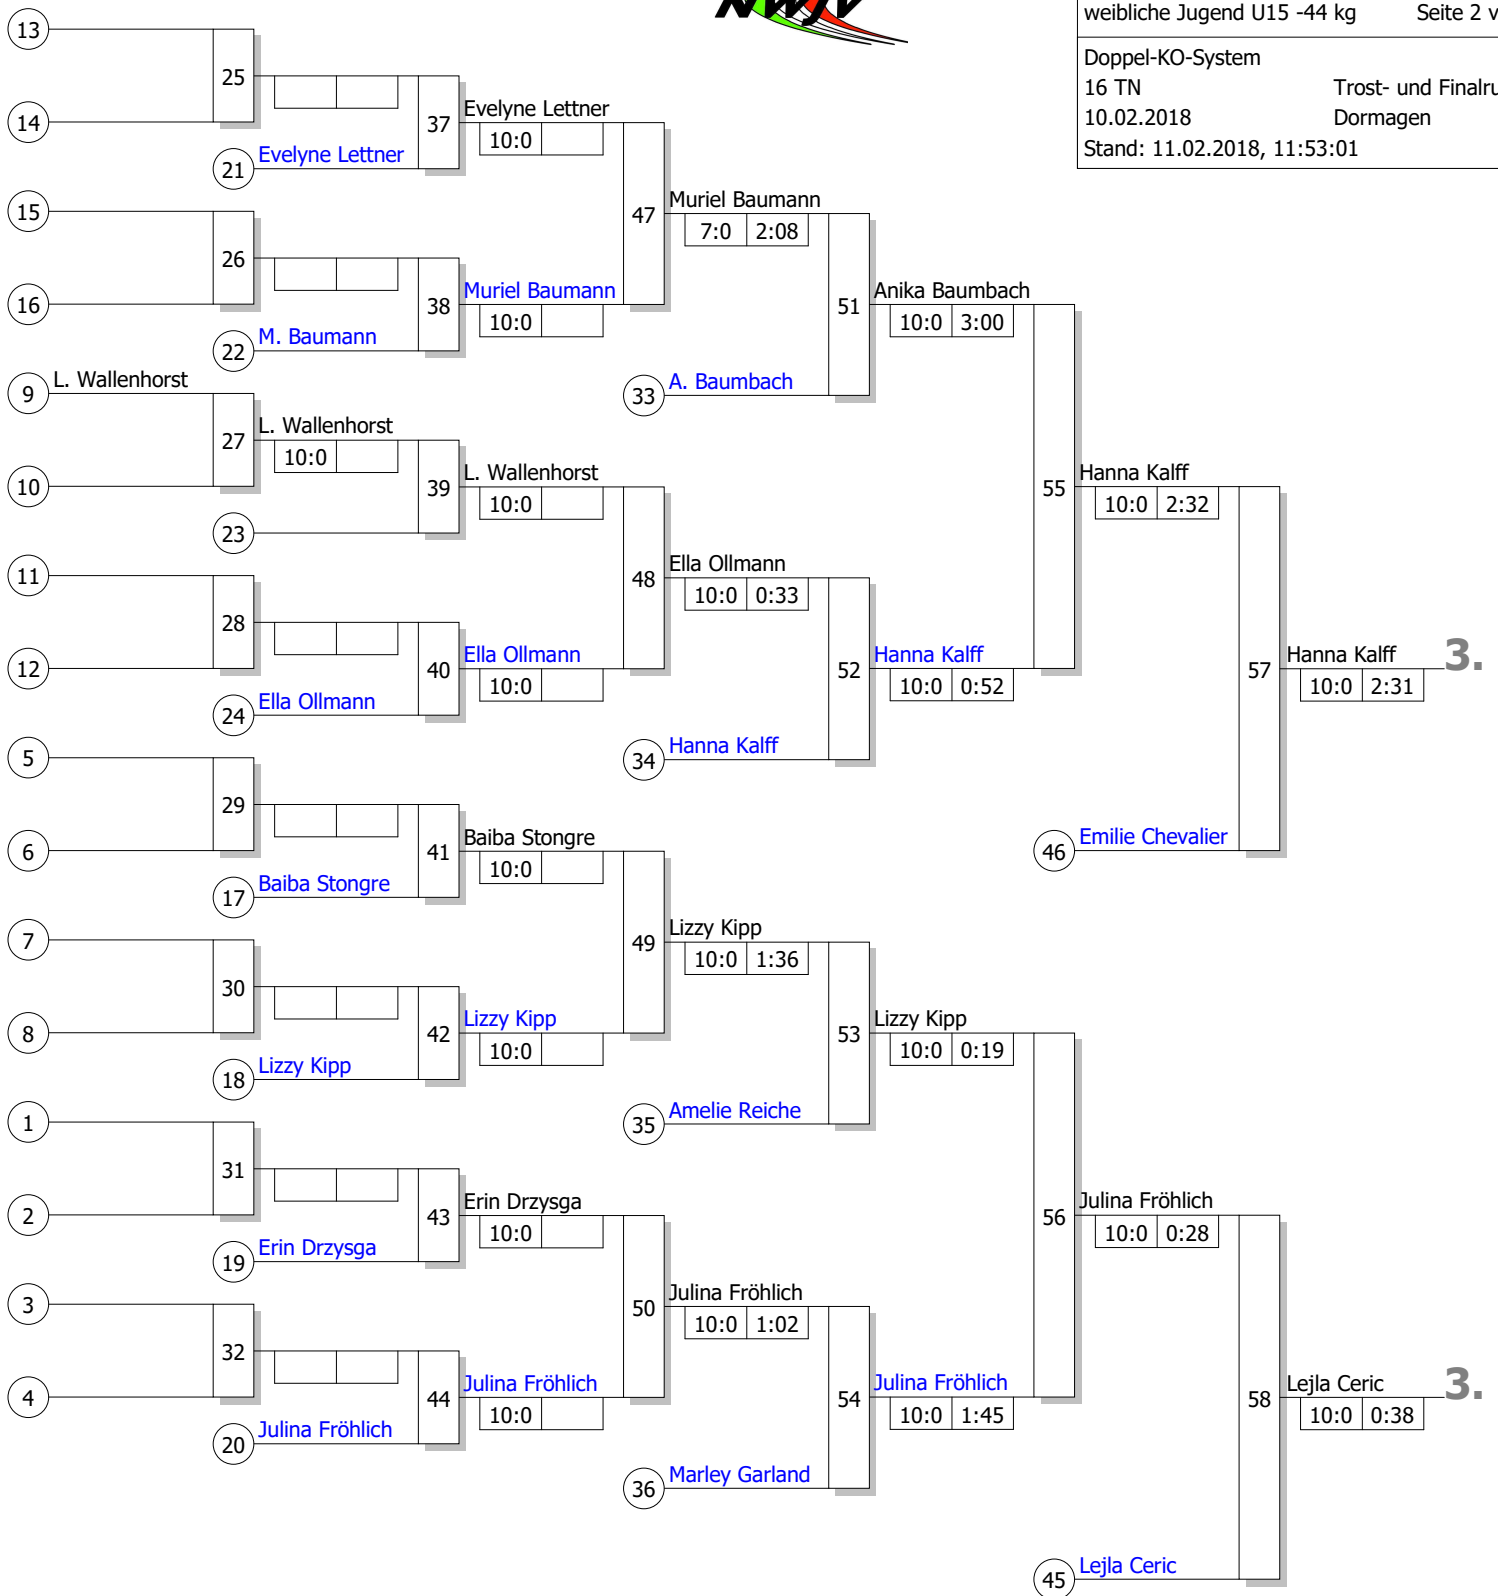 NWJV
weibliche Jugend U15 -44 kg Seite 2 v
Doppel-KO-System
16 TN Trost- und Finalru
10.02.2018 Dormagen
Stand: 11.02.2018, 11:53:01
13
25
14
37
Evelyne Lettner
10:0
21
Evelyne Lettner
15
47
Muriel Baumann
7:0 2:08
26
16
38
Muriel Baumann
10:0
22
M. Baumann
51
Anika Baumbach
10:0 3:00
9
L. Wallenhorst
33
A. Baumbach
27
L. Wallenhorst
10:0
10
39
L. Wallenhorst
10:0
23
55
Hanna Kalff
10:0 2:32
11
48
Ella Ollmann
10:0 0:33
28
12
40
Ella Ollmann
10:0
24
Ella Ollmann
52
Hanna Kalff
10:0 0:52
34
Hanna Kalff
57
Hanna Kalff
10:0 2:31
3.
5
29
6
41
Baiba Stongre
10:0
17
Baiba Stongre
46
Emilie Chevalier
7
49
Lizzy Kipp
10:0 1:36
30
8
42
Lizzy Kipp
10:0
18
Lizzy Kipp
53
Lizzy Kipp
10:0 0:19
35
Amelie Reiche
1
31
2
43
Erin Drzysga
10:0
19
Erin Drzysga
56
Julina Fröhlich
10:0 0:28
3
50
Julina Fröhlich
10:0 1:02
32
4
44
Julina Fröhlich
10:0
20
Julina Fröhlich
54
Julina Fröhlich
10:0 1:45
36
Marley Garland
58
Lejla Ceric
10:0 0:38
3.
45
Lejla Ceric